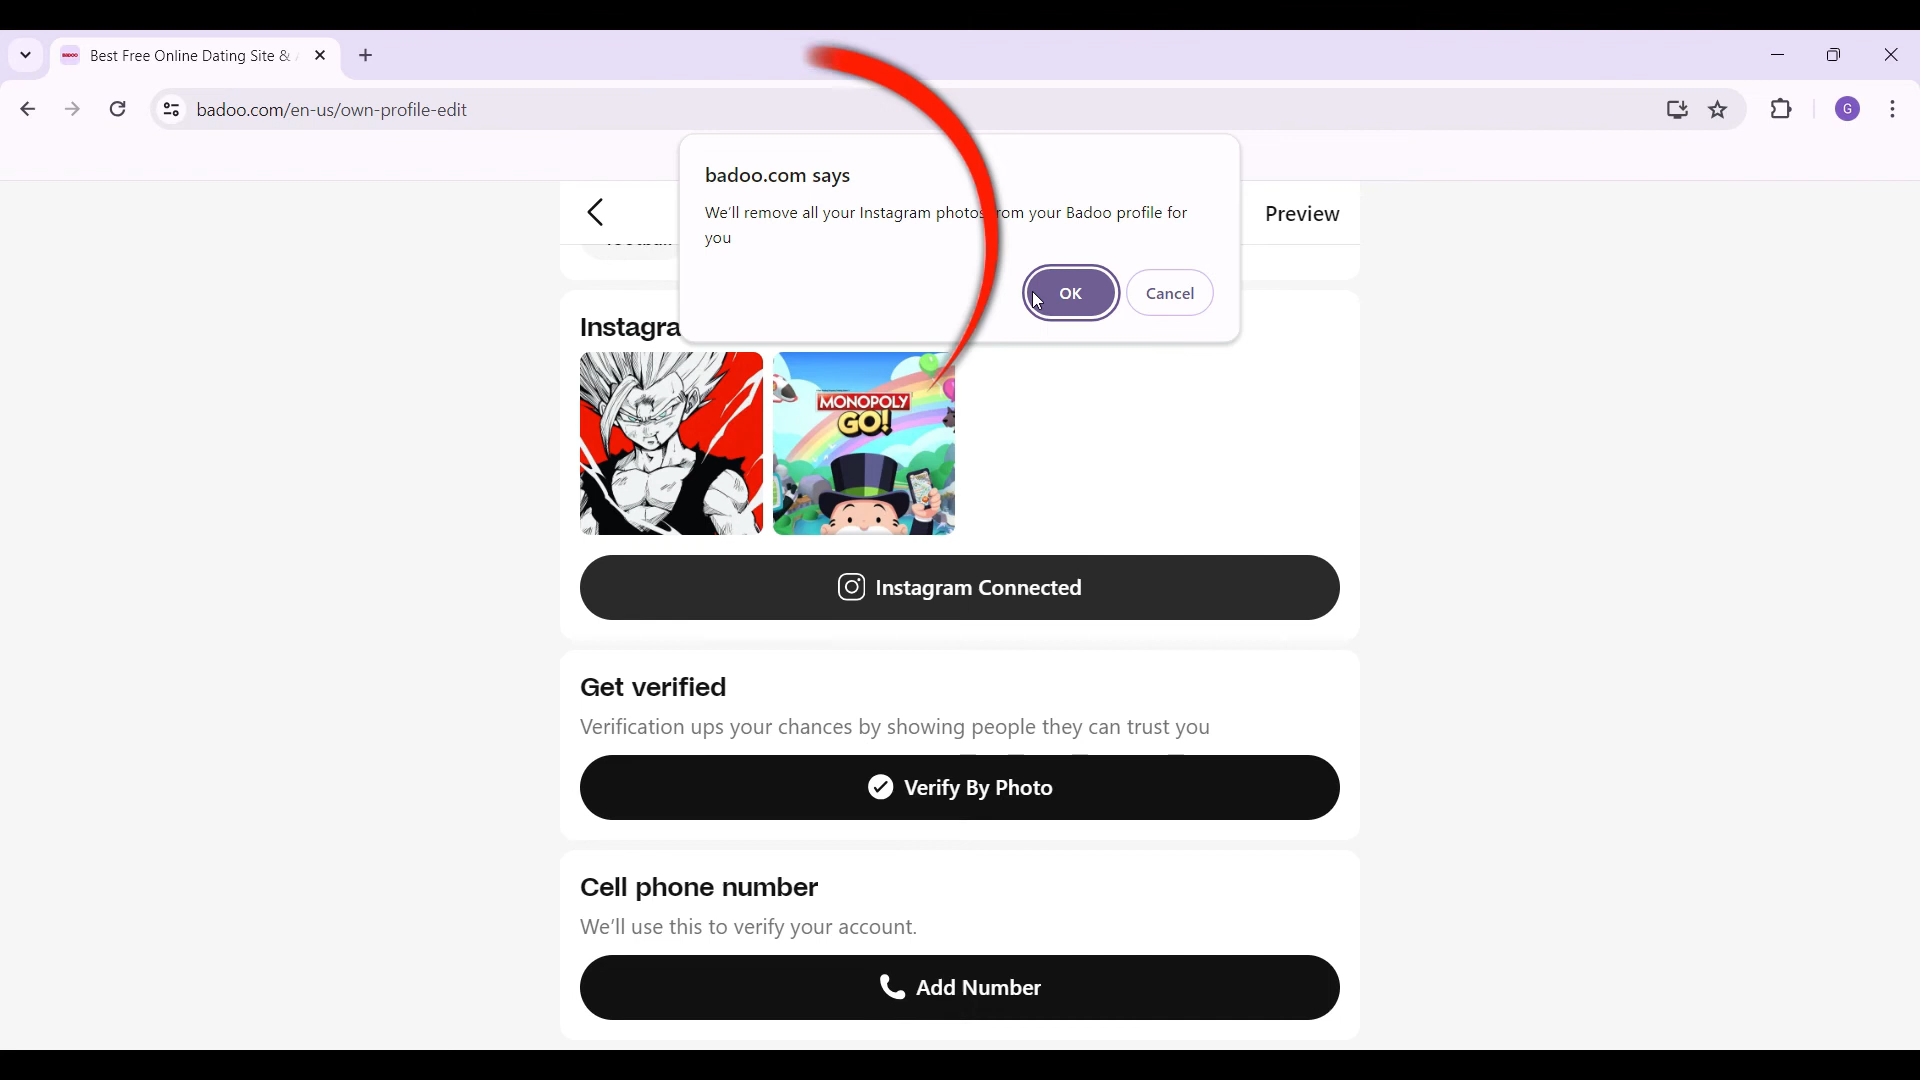 Best Free Online Dating Site &
badoo.com/en-us/own-profile-edit
G
badoo.com says
We'll remove all your Instagram photos from your Badoo profile for
you
OK
Cancel
Preview
Instagra
MONOPOLY
GO!
Instagram Connected
Get verified
Verification ups your chances by showing people they can trust you
Verify By Photo
Cell phone number
We'll use this to verify your account.
Add Number